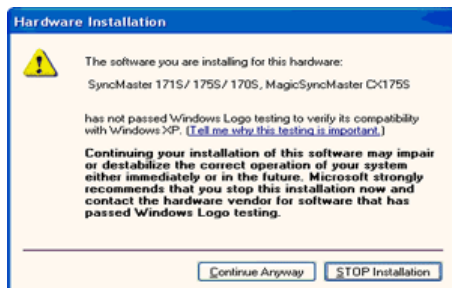 Hardware Installation
The software you are installing for this hardware:
SyncMaster 171S/ 175S/ 170S, MagicSyncMaster CX175S
has not passed Windows Logo testing to verify its compatibility
with Windows XP. (Tell me why this testing is important.)
Continuing your installation of this software may impair
or destabilize the correct operation of your system
either immediately or in the future. Microsoft strongly
recommends that you stop this installation now and
contact the hardware vendor for software that has
passed Windows Logo testing.
Continue Anyway
STOP Installation